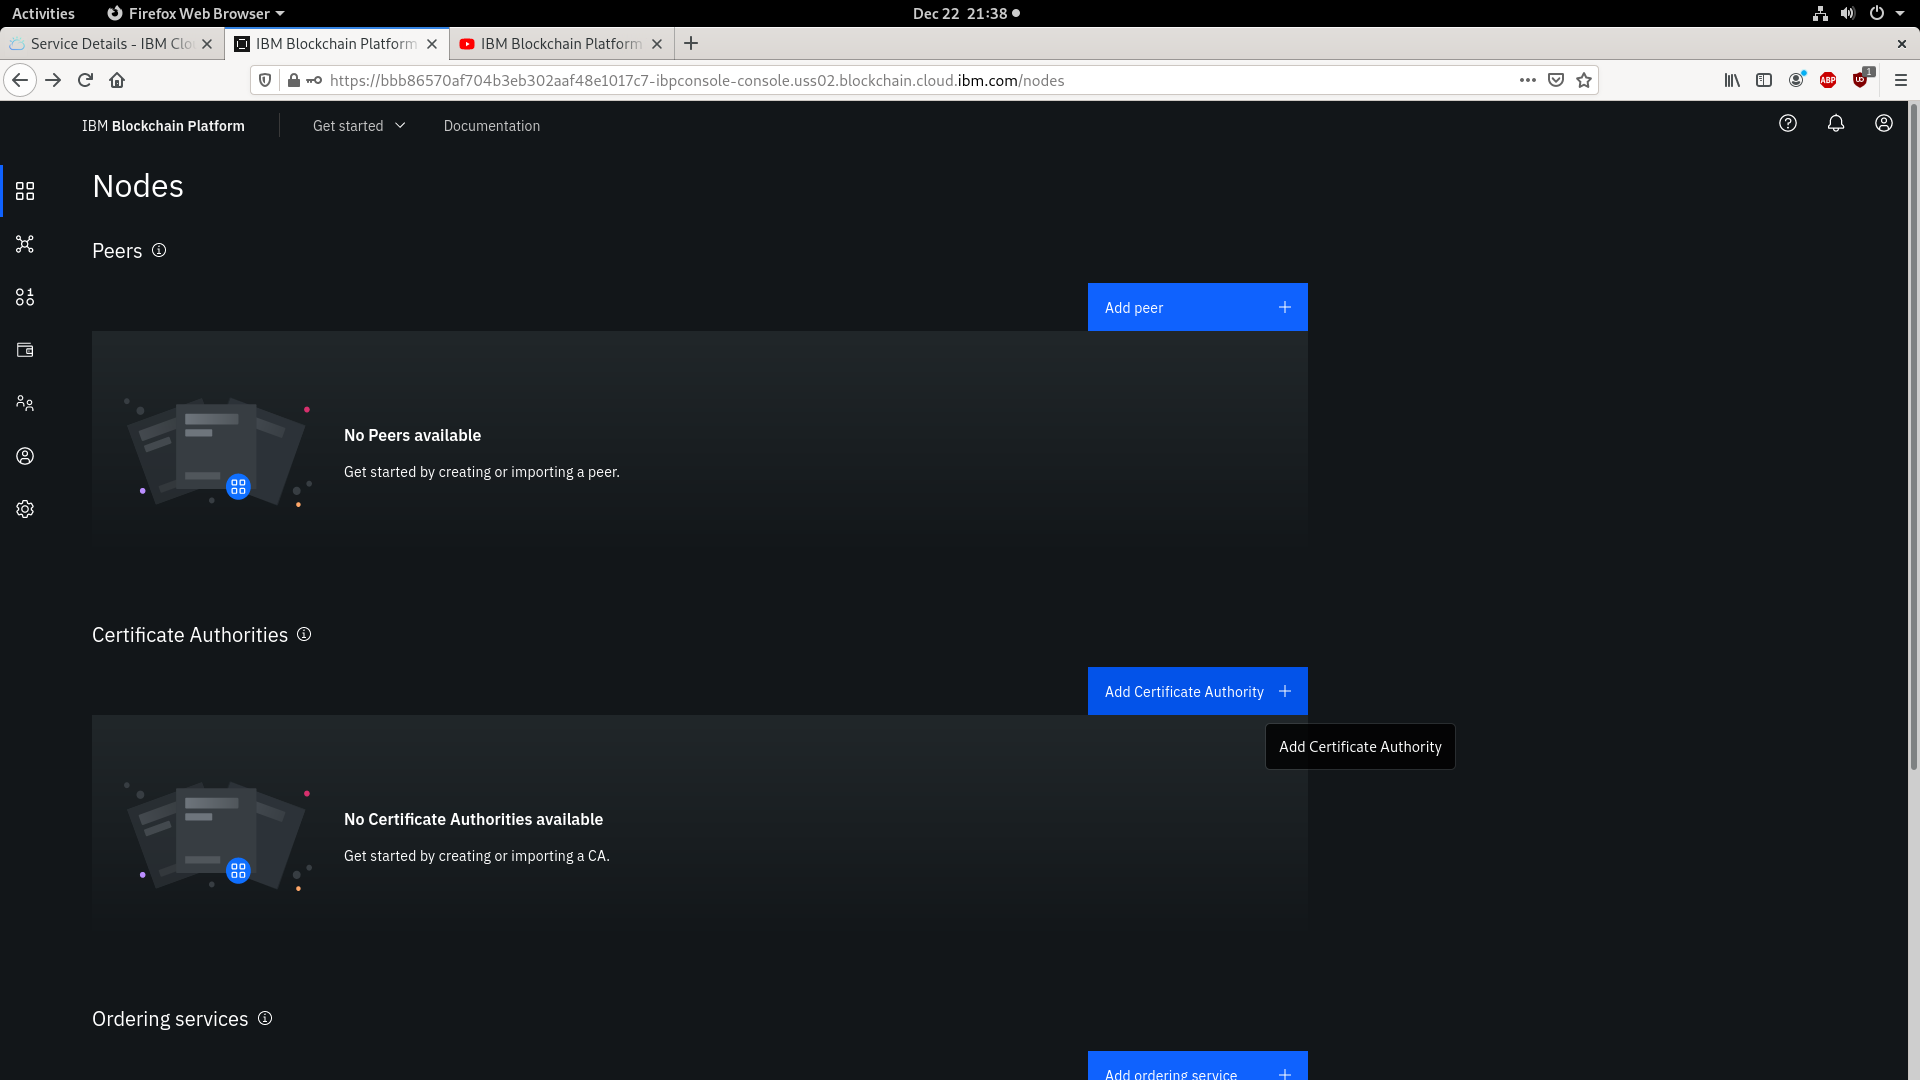 Activities
Firefox Web Browser
Dec 22 21:38
Service Details - IBM Clo
IBM Blockchain Platform
IBM Blockchain Platform
https://bbb86570af704b3eb302aaf48e1017c7-ibpconsole-console.uss02.blockchain.cloud.ibm.com/nodes
ABP
1
IBM Blockchain Platform
Get started
Documentation
Nodes
Peers
Add peer
No Peers available
Get started by creating or importing a peer.
Certificate Authorities
Add Certificate Authority
Add Certificate Authority
No Certificate Authorities available
Get started by creating or importing a CA.
Ordering services
Add ordering service